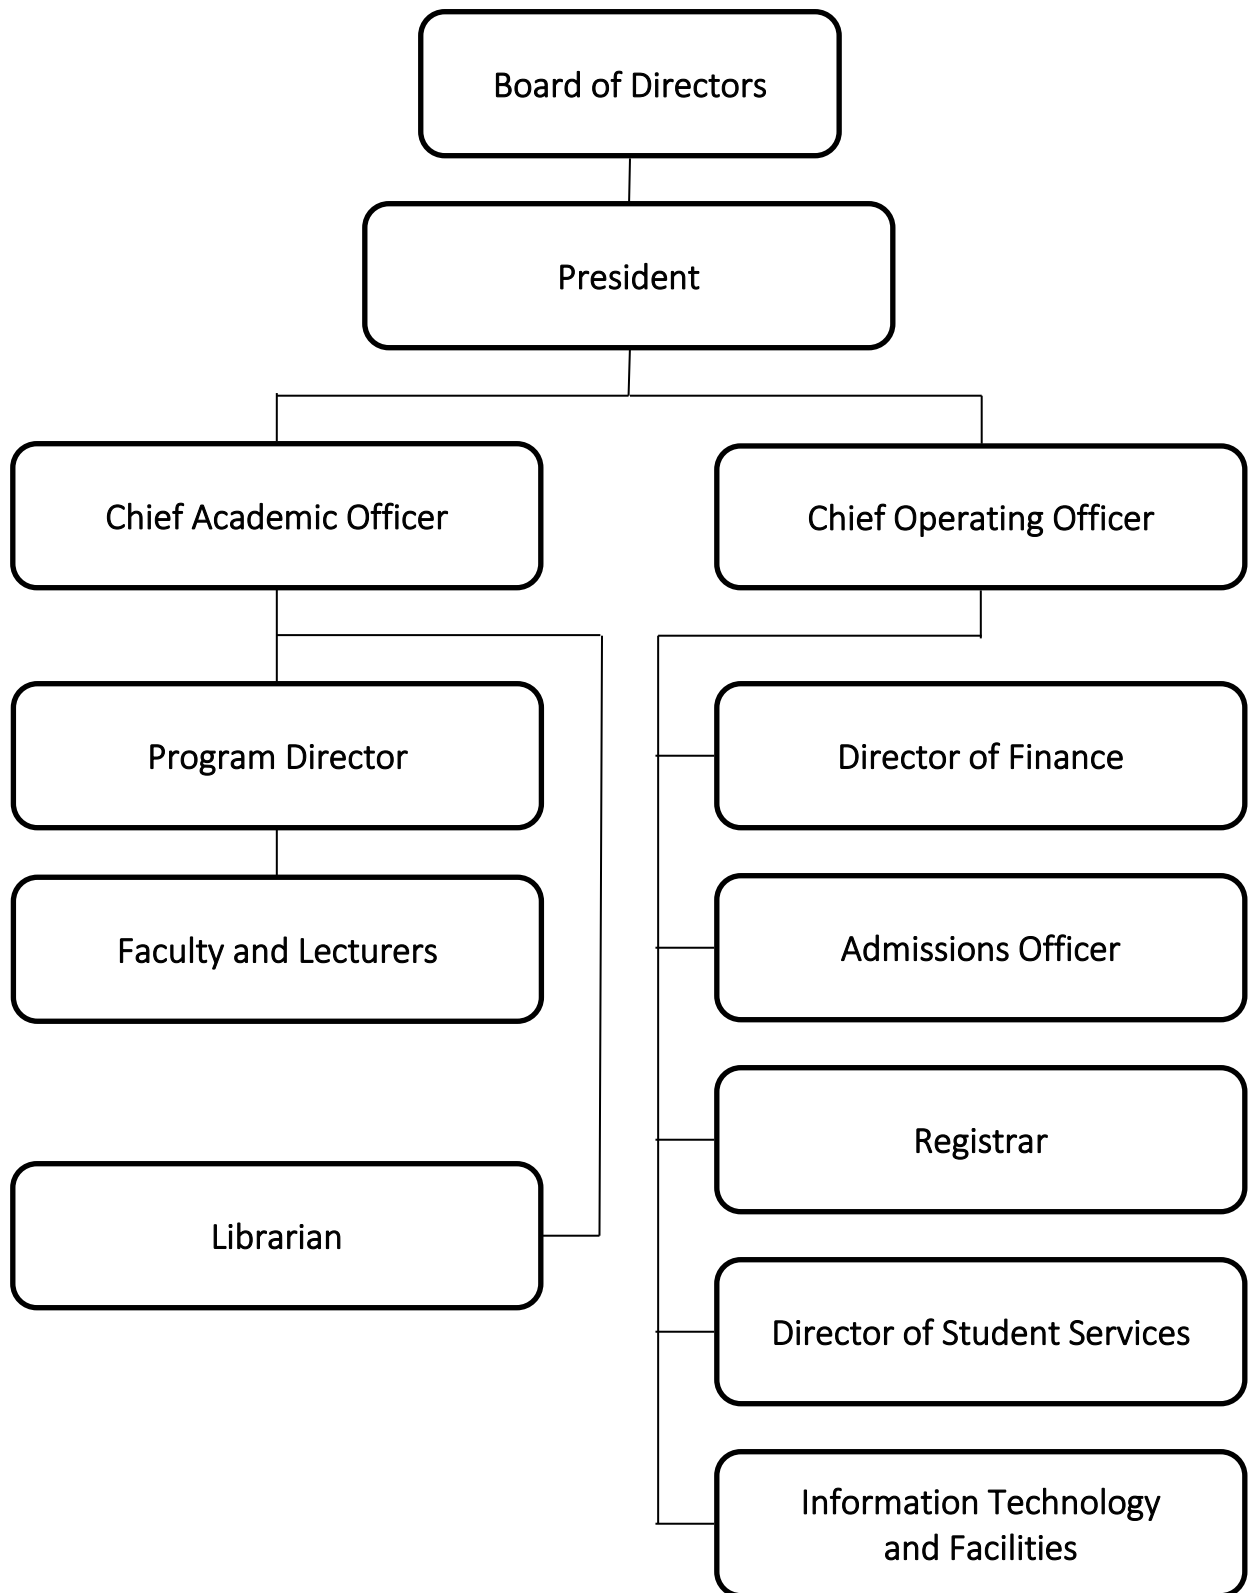 Board of Directors
President
Chief Academic Officer
Chief Operating Officer
Program Director
Director of Finance
Faculty and Lecturers
Admissions Officer
Registrar
Librarian
Director of Student Services
Information Technology
and Facilities